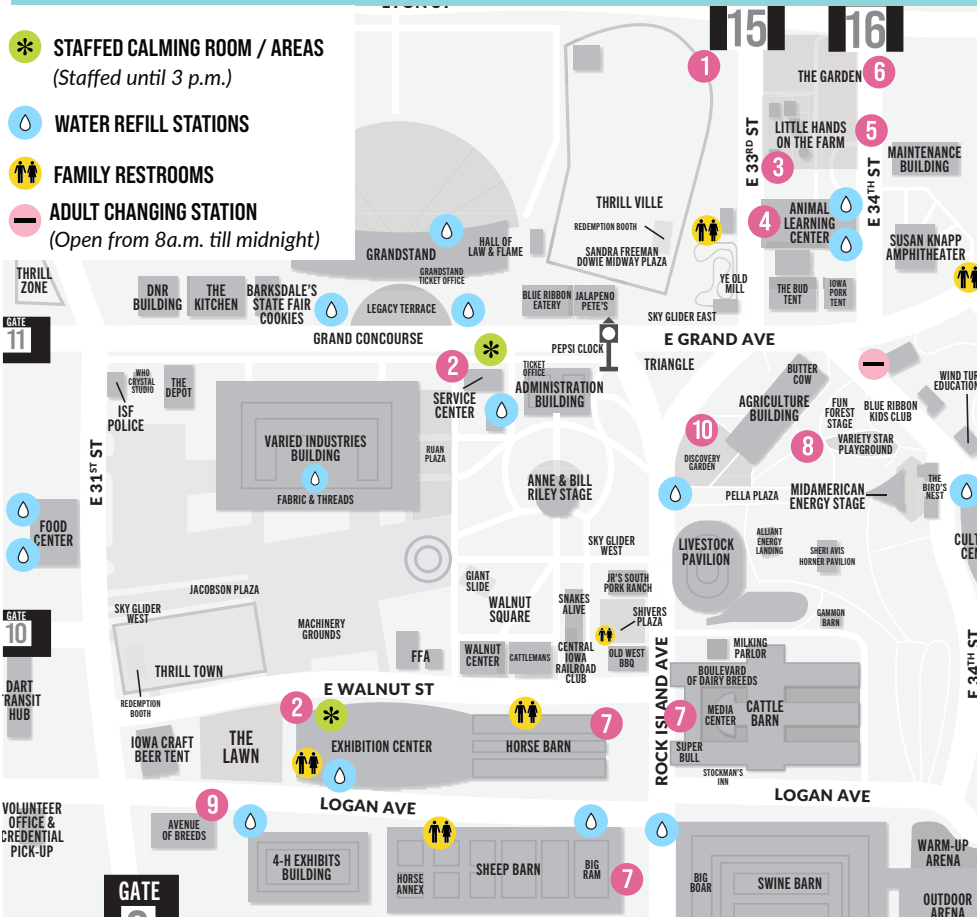 STAFFED CALMING ROOM / AREAS
(Staffed until 3 p.m.)
WATER REFILL STATIONS
FAMILY RESTROOMS
ADULT CHANGING STATION
(Open from 8a.m. till midnight)
15
16
1
THE GARDEN
6
LITTLE HANDS
ON THE FARM
5
E 33RD ST
3
E 34TH ST
MAINTENANCE
BUILDING
THRILL VILLE
REDEMPTION BOOTH
SANDRA FREEMAN
DOWIE MIDWAY PLAZA
4
ANIMAL
LEARNING
CENTER
SUSAN KNAPP
AMPHITHEATER
GRANDSTAND
HALL OF
LAW & FLAME
GRANDSTAND
TICKET OFFICE
THRILL
ZONE
DNR
BUILDING
THE
KITCHEN
BARKSDALE'S
STATE FAIR
COOKIES
LEGACY TERRACE
BLUE RIBBON
EATERY
JALAPENO
PETE'S
YE OLD
MILL
THE BUD
TENT
IOWA
PORK
TENT
SKY GLIDER EAST
GATE
11
GRAND CONCOURSE
E GRAND AVE
PEPSI CLOCK
TRIANGLE
2
SERVICE
CENTER
TICKET
OFFICE
ADMINISTRATION
BUILDING
WHO
CRYSTAL
STUDIO
THE
DEPOT
ISF
POLICE
BUTTER
COW
AGRICULTURE
BUILDING
FUN
FOREST
STAGE
BLUE RIBBON
KIDS CLUB
WIND TUR
EDUCATION
10
DISCOVERY
GARDEN
8
VARIETY STAR
PLAYGROUND
E 31ST ST
VARIED INDUSTRIES
BUILDING
FABRIC & THREADS
RUAN
PLAZA
ANNE & BILL
RILEY STAGE
PELLA PLAZA
MIDAMERICAN
ENERGY STAGE
THE
BIRD'S
NEST
FOOD
CENTER
SKY GLIDER
WEST
LIVESTOCK
PAVILION
ALLIANT
ENERGY
LANDING
SHERI AVIS
HORNER PAVILION
GAMMON
BARN
JACOBSON PLAZA
SKY GLIDER
WEST
THRILL TOWN
REDEMPTION
BOOTH
MACHINERY
GROUNDS
FFA
GIANT
SLIDE
WALNUT
SQUARE
SNAKES
ALIVE
JR'S SOUTH
PORK RANCH
SHIVERS
PLAZA
WALNUT
CENTER
CATTLEMANS
CENTRAL
IOWA
RAILROAD
CLUB
OLD WEST
BBQ
GATE
10
DART
TRANSIT
HUB
E WALNUT ST
ROCK ISLAND AVE
E 34TH ST
MILKING
PARLOR
BOULEVARD
OF DAIRY BREEDS
MEDIA
CENTER
CATTLE
BARN
7
SUPER
BULL
STOCKMAN'S
INN
IOWA CRAFT
BEER TENT
THE
LAWN
2
EXHIBITION CENTER
HORSE BARN
7
LOGAN AVE
LOGAN AVE
VOLUNTEER
OFFICE &
CREDENTIAL
PICK-UP
9
AVENUE
OF BREEDS
4-H EXHIBITS
BUILDING
HORSE
ANNEX
SHEEP BARN
BIG
RAM
7
BIG
BOAR
SWINE BARN
WARM-UP
ARENA
OUTDOOR
ARENA
GATE